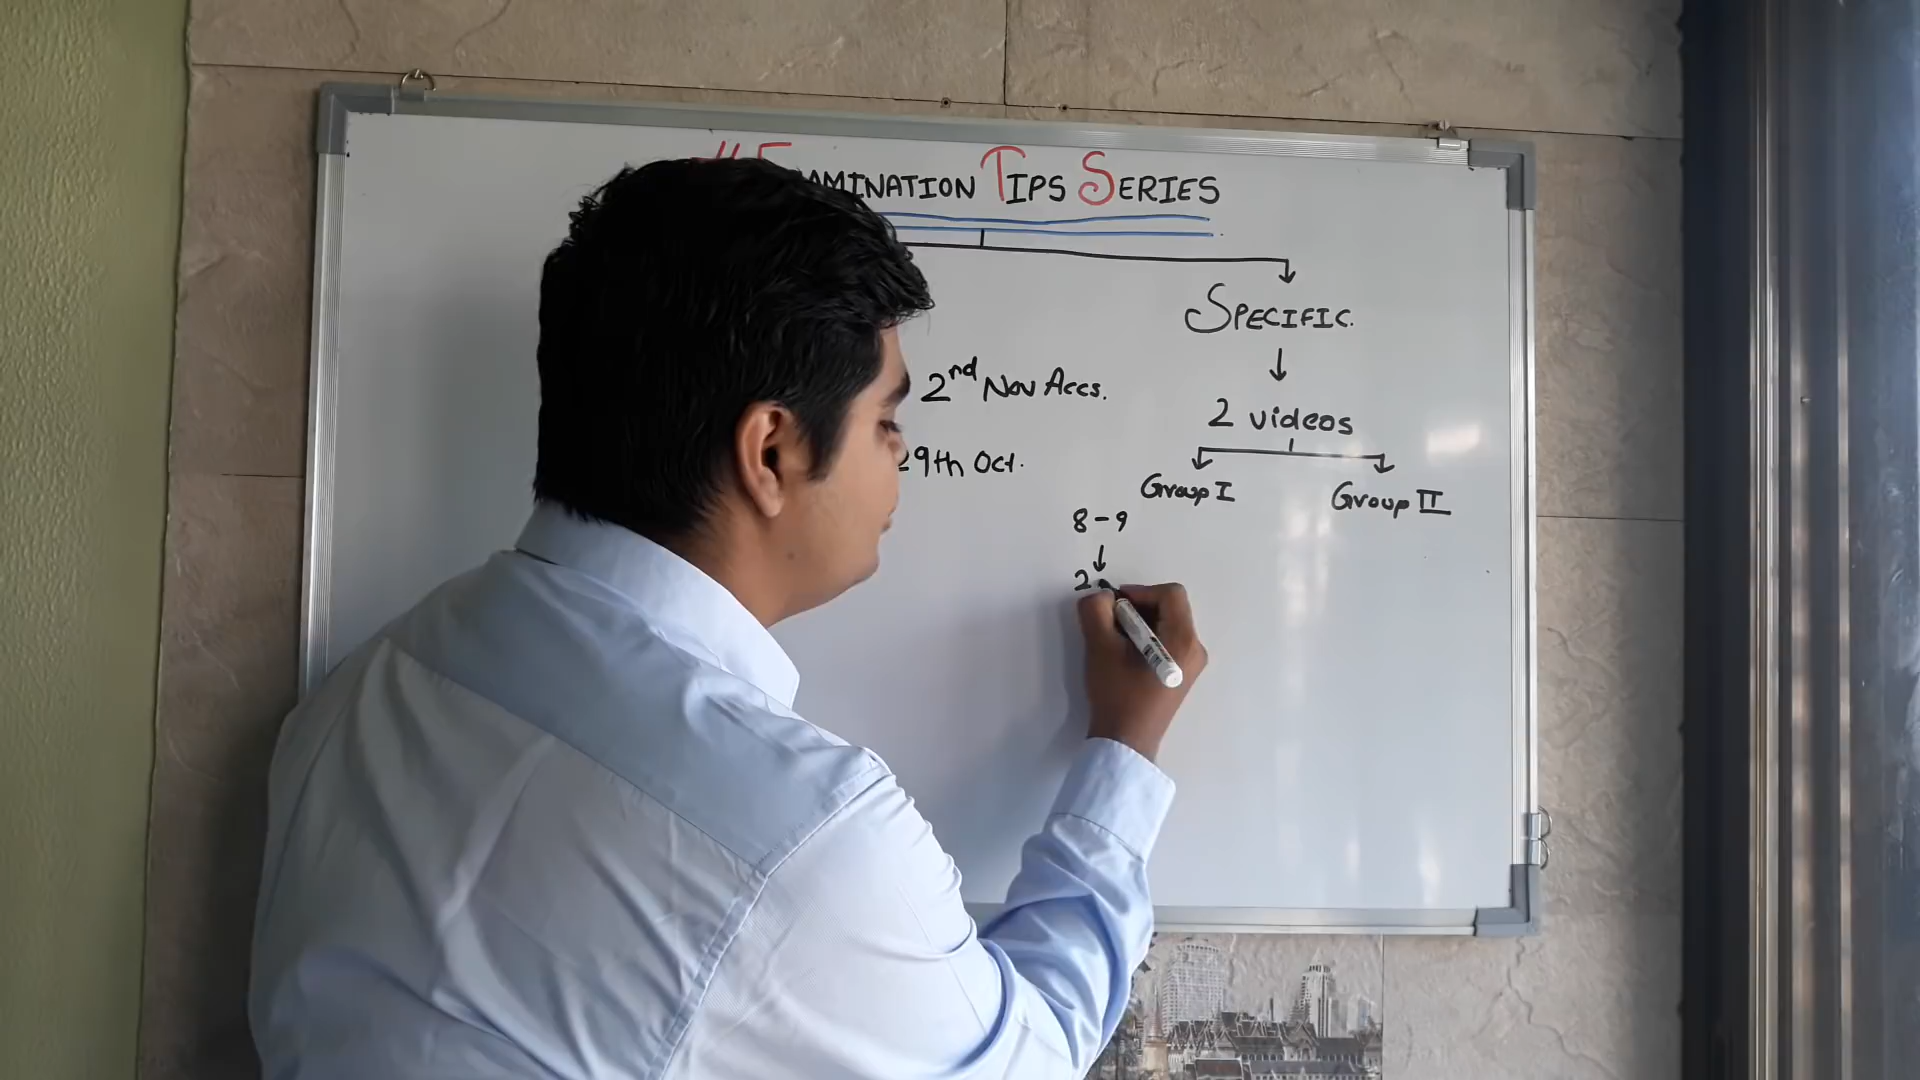 AMINATION TIPS SERIES
SPECIFIC.
2nd Nov Accs.
2 videos
29th Oct.
Group I Group II
8-9
2